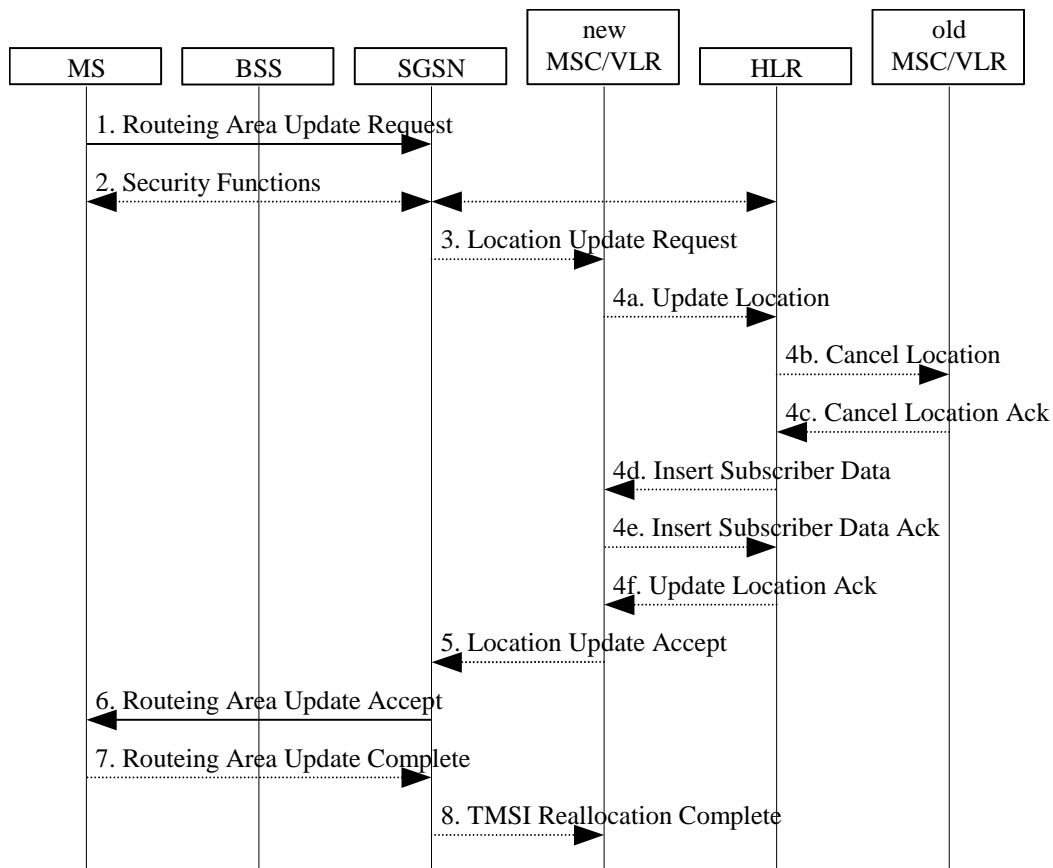 new
MSC/VLR
old
MSC/VLR
MS
BSS
SGSN
HLR
1. Routeing Area Update Request
2. Security Functions
3. Location Update Request
4a. Update Location
4b. Cancel Location
4c. Cancel Location Ack
4d. Insert Subscriber Data
4e. Insert Subscriber Data Ack
4f. Update Location Ack
5. Location Update Accept
6. Routeing Area Update Accept
7. Routeing Area Update Complete
8. TMSI Reallocation Complete